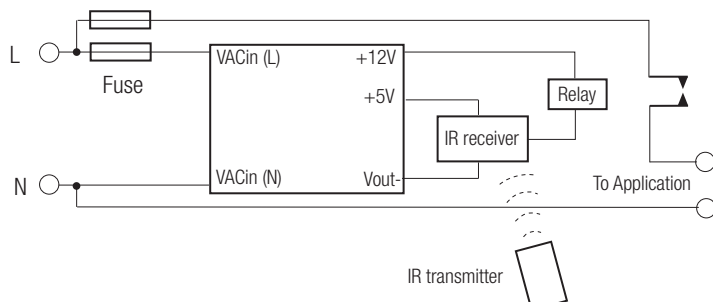 L
Fuse
VACin (L)
+12V
+5V
Relay
IR receiver
N
VACin (N)
Vout-
To Application
IR transmitter